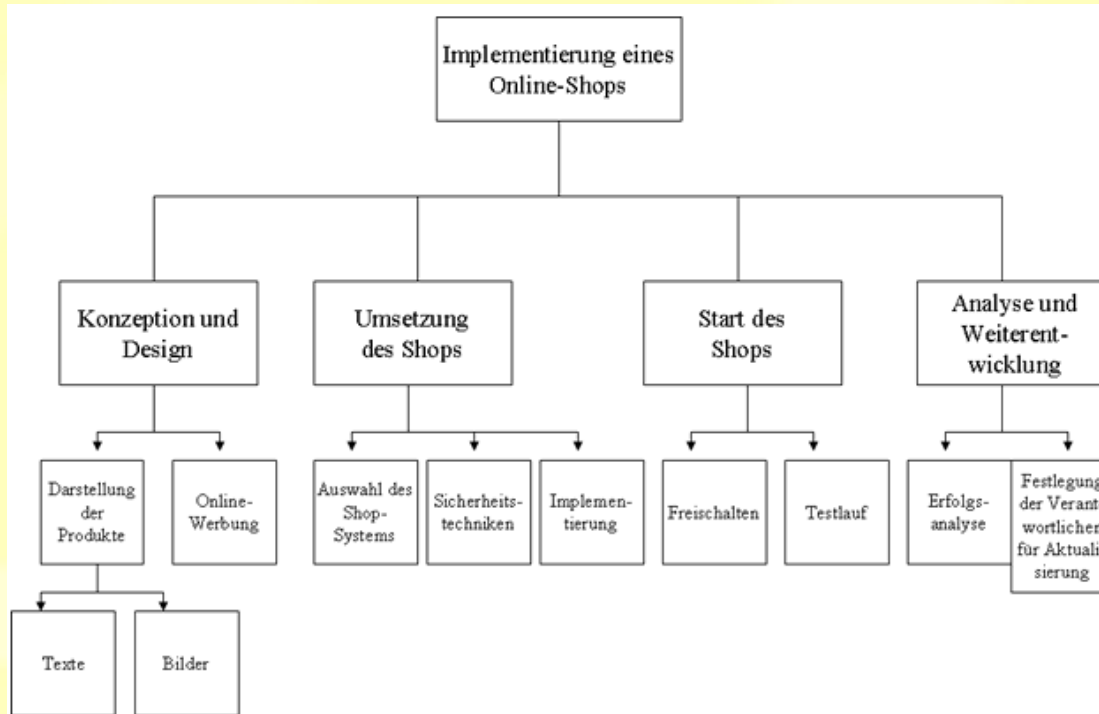 Implementierung eines
Online-Shops
Konzeption und
Design
Umsetzung
des Shops
Start des
Shops
Analyse und
Weiterent-
wicklung
Darstellung
der
Produkte
Online-
Werbung
Auswahl des
Shop-
Systems
Sicherheits-
techniken
Implemen-
tierung
Freischalten
Testlauf
Erfolgs-
analyse
Festlegung
der Verant-
wortlichen
für Aktuali-
sierung
Texte
Bilder